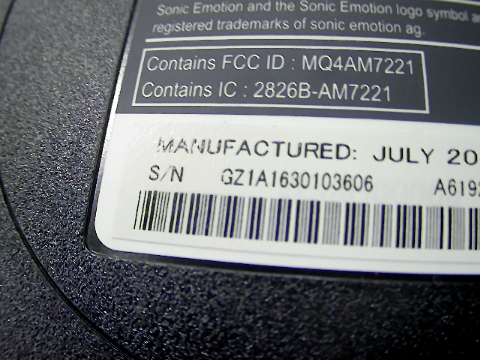 Sonic Emotion and the Sonic Emotion logo symbol
registered trademarks of sonic emotion ag.
Contains FCC ID : MQ4AM7221
Contains IC : 2826B-AM7221
MANUFACTURED: JULY 20
S/N GZ1A1630103606 A6192